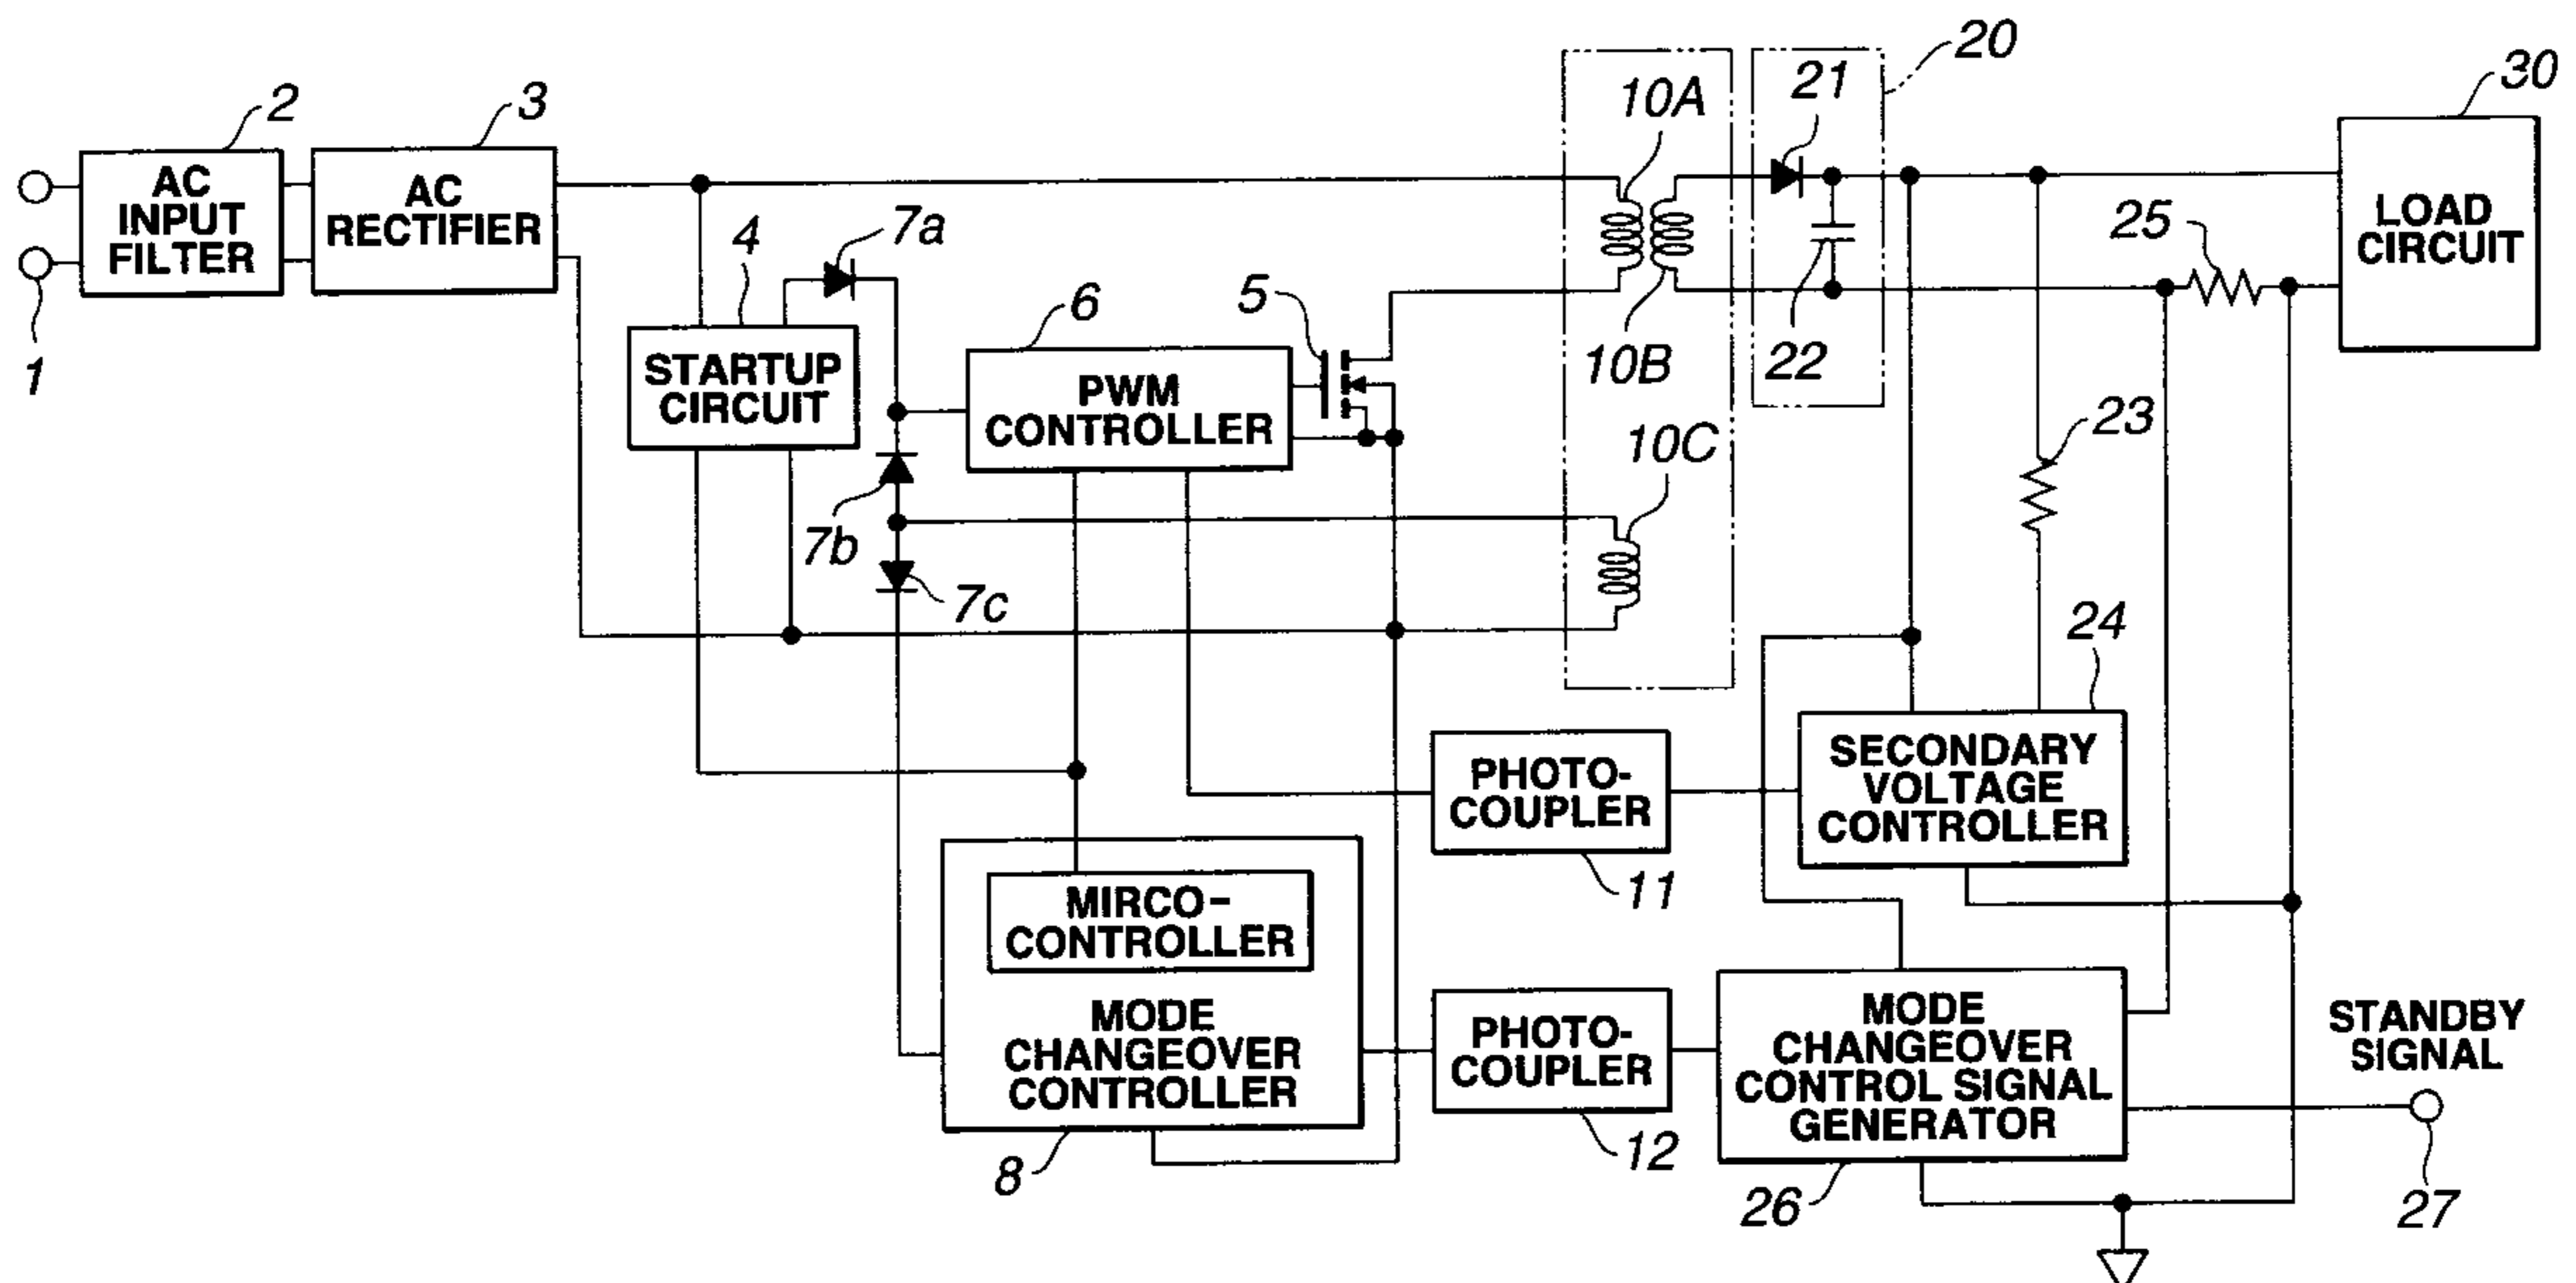 20
21
30
2
3
10A
AC
INPUT
FILTER
AC
RECTIFIER
4
7a
25
LOAD
CIRCUIT
1
STARTUP
CIRCUIT
6
5
10B
22
PWM
CONTROLLER
10C
23
7b
7c
24
PHOTO-
COUPLER
11
SECONDARY
VOLTAGE
CONTROLLER
MIRCO-
CONTROLLER
MODE
CHANGEOVER
CONTROLLER
8
PHOTO-
COUPLER
12
MODE
CHANGEOVER
CONTROL SIGNAL
GENERATOR
26
STANDBY
SIGNAL
27